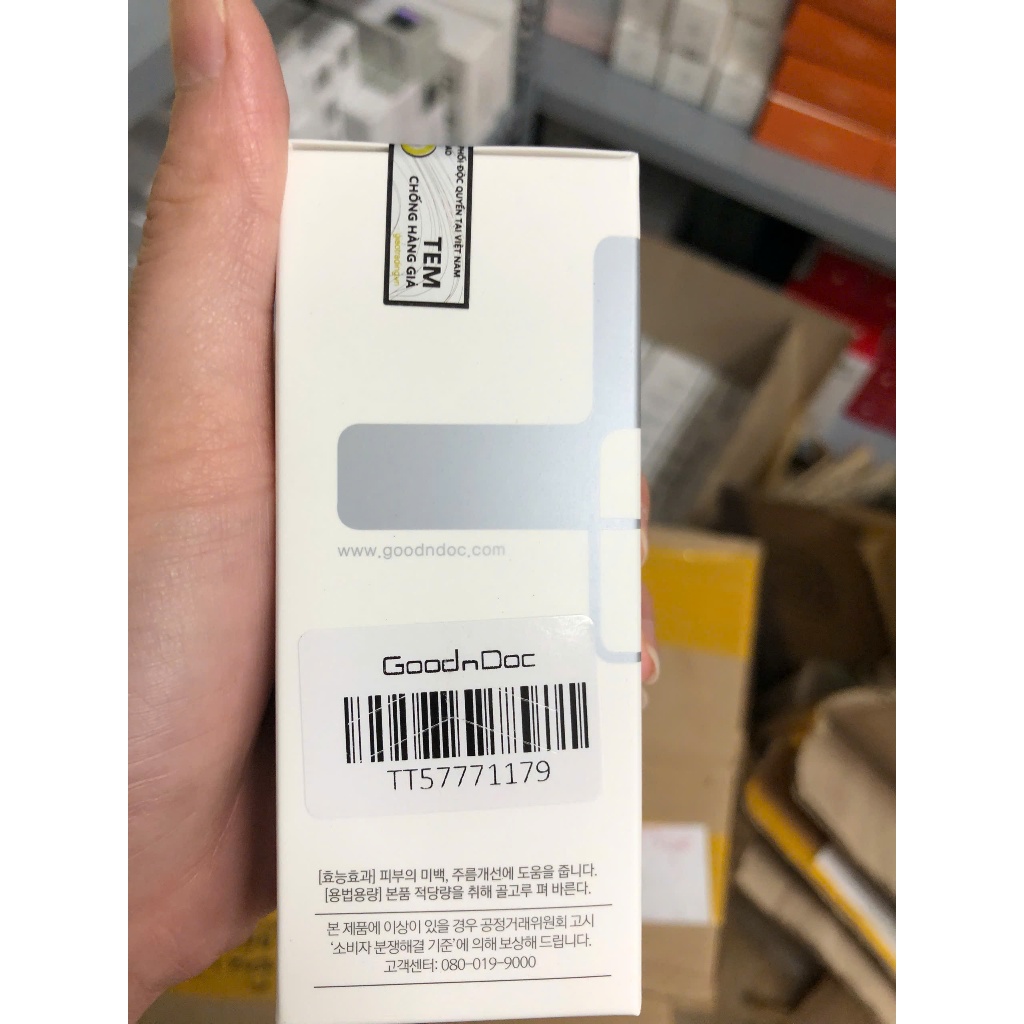 PHỐI ĐỘC QUYỀN TẠI VIỆT NAM
TEM
CHỐNG HÀNG GIẢ
www.goodndoc.com
GoodnDoc
TT57771179
[효능효과] 피부의 미백, 주름개선에 도움을 줍니다.
[용법용량] 본품 적당량을 취해 골고루 펴 바른다.
본 제품에 이상이 있을 경우 공정거래위원회 고시
‘소비자 분쟁해결 기준’에 의해 보상해 드립니다.
고객센터: 080-019-9000